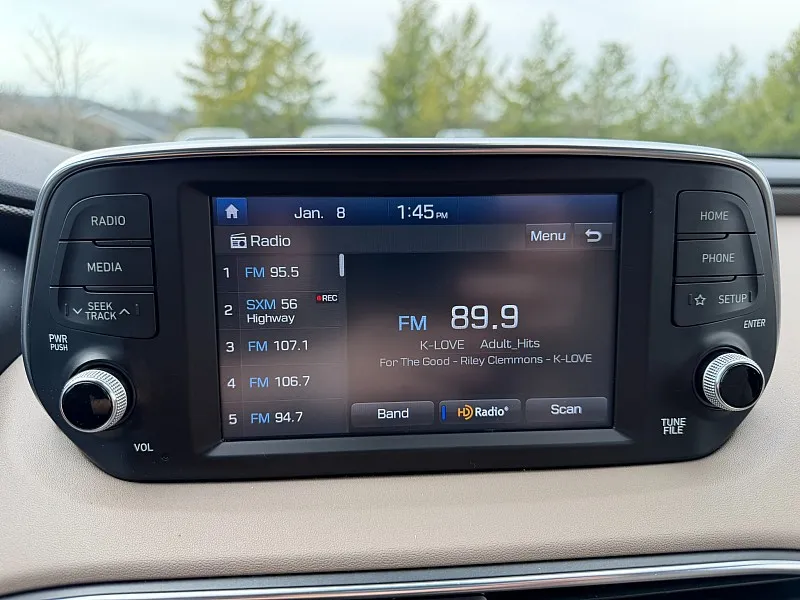 RADIO
MEDIA
SEEK
TRACK
PWR
PUSH
VOL
Jan. 8 1:45 PM
Radio Menu
1 FM 95.5
2 SXM 56 REC
Highway
3 FM 107.1
4 FM 106.7
5 FM 94.7
FM 89.9
K-LOVE Adult_Hits
For The Good - Riley Clemmons - K-LOVE
Band HD Radio® Scan
HOME
PHONE
SETUP
ENTER
TUNE
FILE